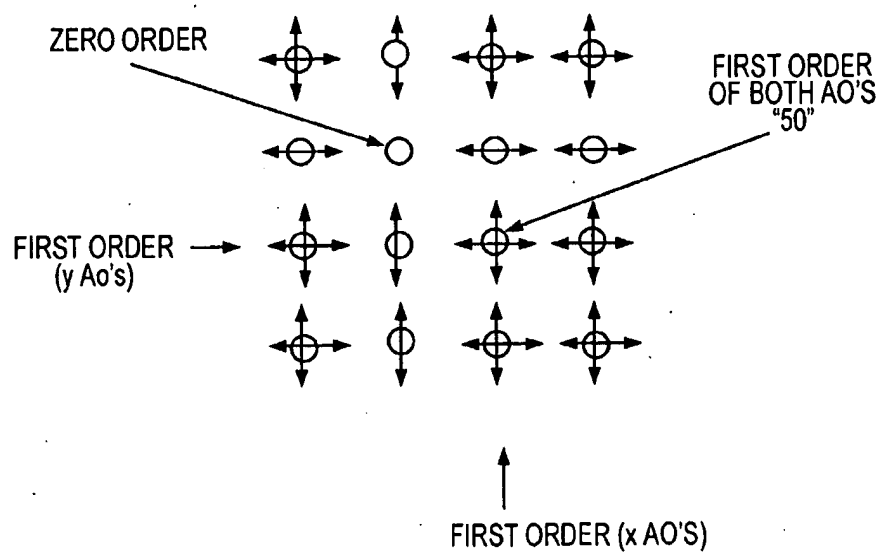 ZERO ORDER
FIRST ORDER
OF BOTH AO'S
"50"
FIRST ORDER
(y Ao's)
FIRST ORDER (x AO'S)